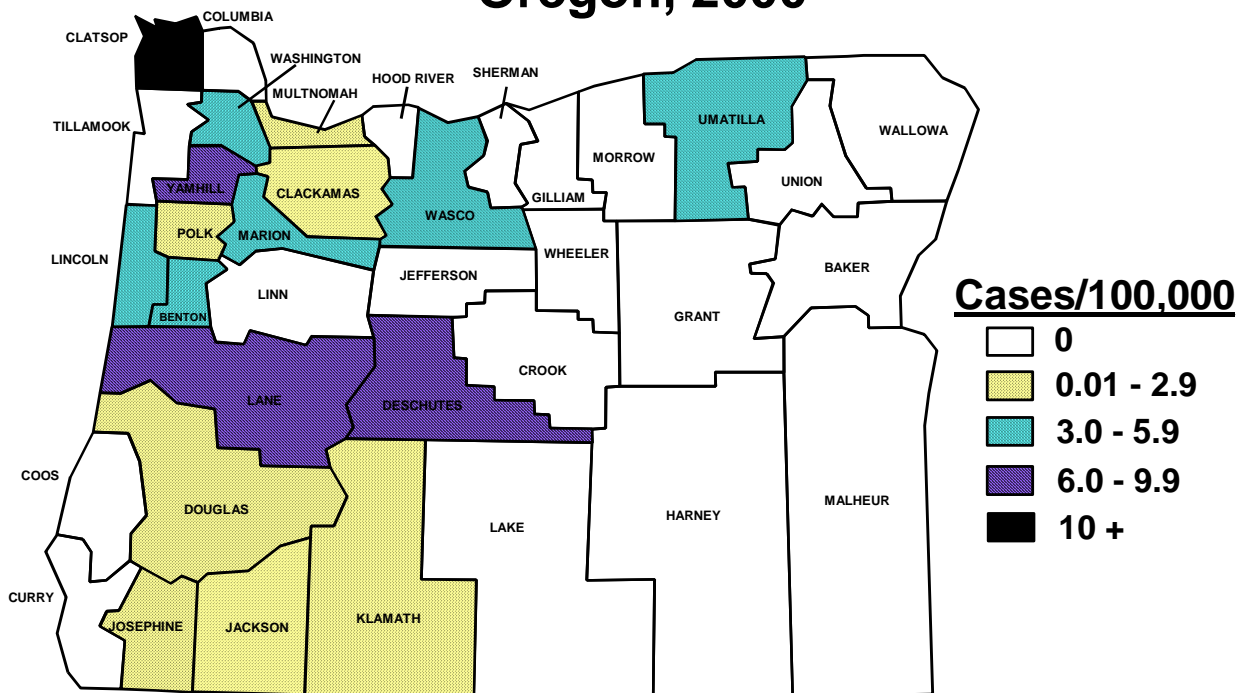 COLUMBIA
CLATSOP
WASHINGTON
HOOD RIVER
SHERMAN
MULTNOMAH
TILLAMOOK
UMATILLA
WALLOWA
MORROW
YAMHILL
CLACKAMAS
GILLIAM
UNION
WASCO
POLK
MARION
LINCOLN
WHEELER
JEFFERSON
BAKER
LINN
BENTON
GRANT
Cases/100,000
0
CROOK
0.01 - 2.9
LANE
DESCHUTES
3.0 - 5.9
COOS
6.0 - 9.9
DOUGLAS
LAKE
HARNEY
MALHEUR
10 +
CURRY
JOSEPHINE
JACKSON
KLAMATH